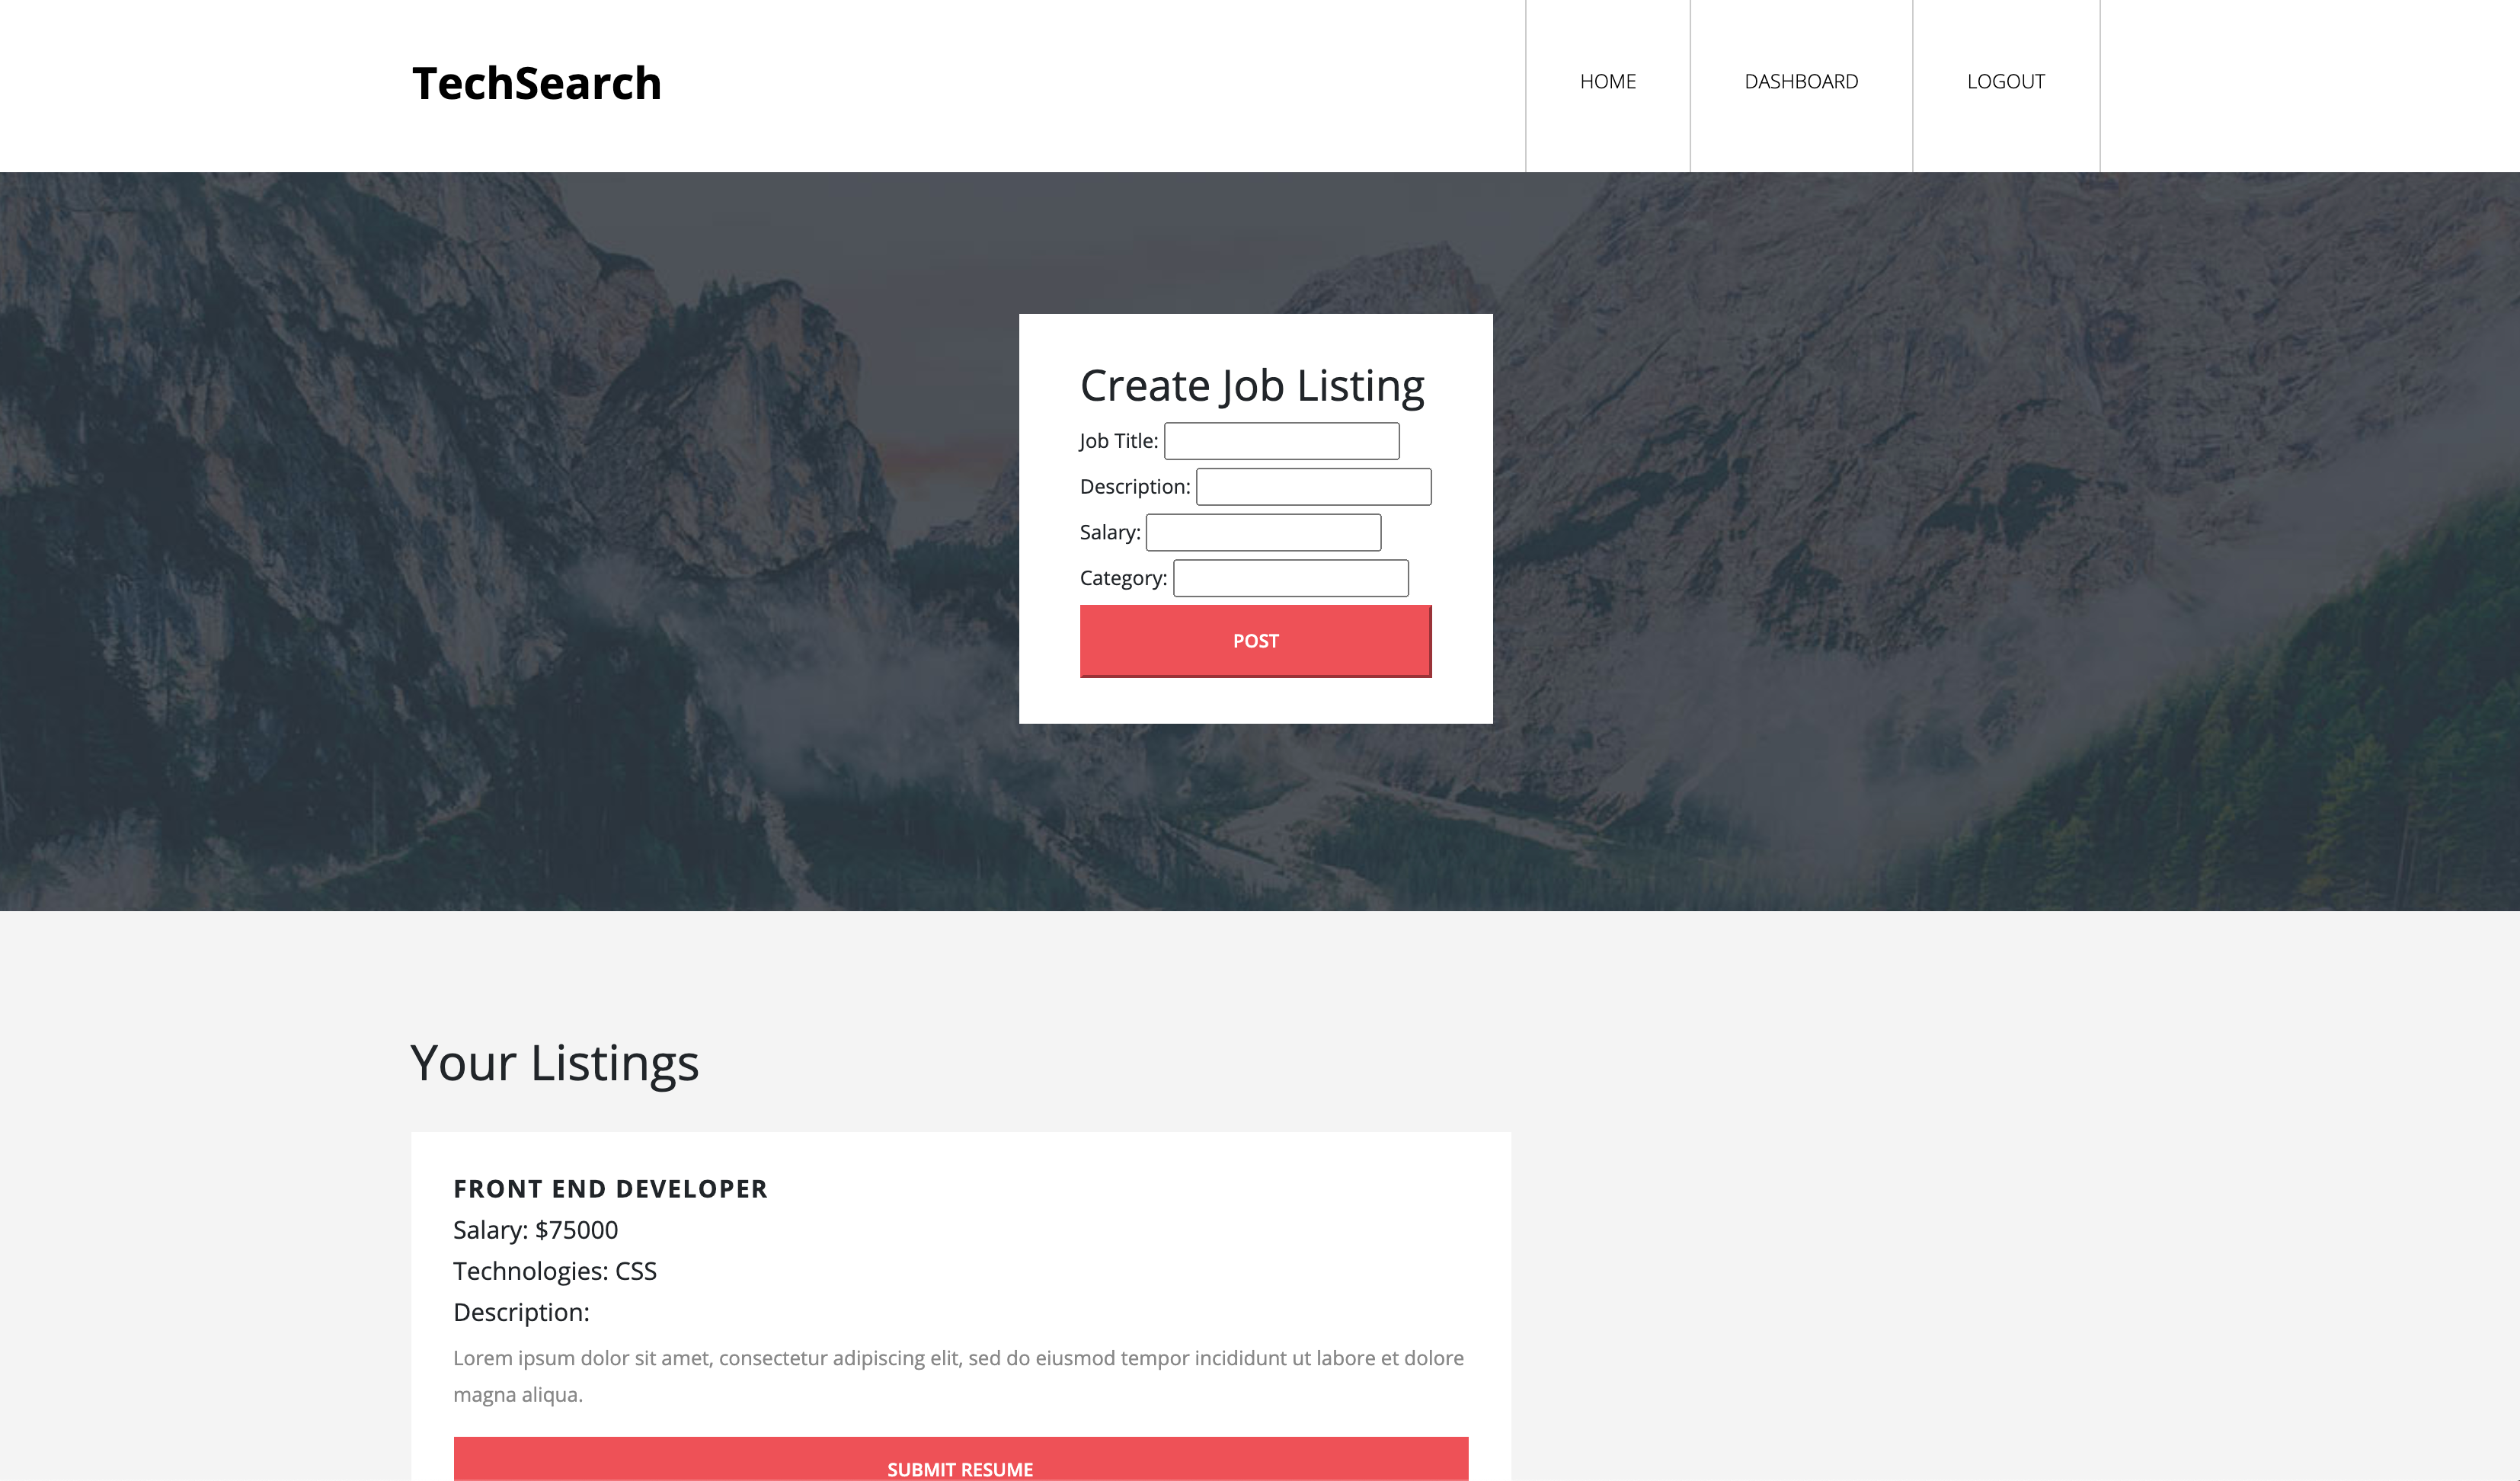 TechSearch
HOME
DASHBOARD
LOGOUT
Create Job Listing
Job Title:
Description:
Salary:
Category:
POST
Your Listings
FRONT END DEVELOPER
Salary: $75000
Technologies: CSS
Description:
Lorem ipsum dolor sit amet, consectetur adipiscing elit, sed do eiusmod tempor incididunt ut labore et dolore
magna aliqua.
SUBMIT RESUME